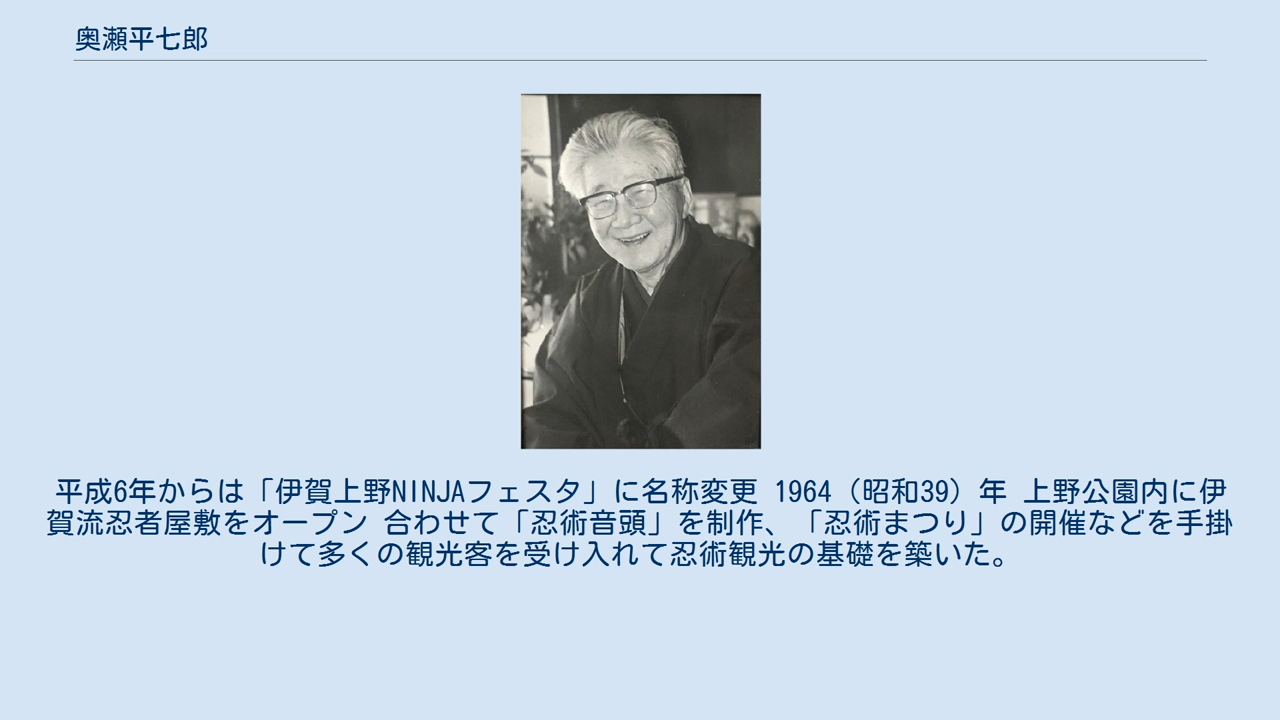 奥瀬平七郎
平成6年からは「伊賀上野NINJAフェスタ」に名称変更 1964（昭和39）年 上野公園内に伊
賀流忍者屋敷をオープン 合わせて「忍術音頭」を制作、「忍術まつり」の開催などを手掛
けて多くの観光客を受け入れて忍術観光の基礎を築いた。